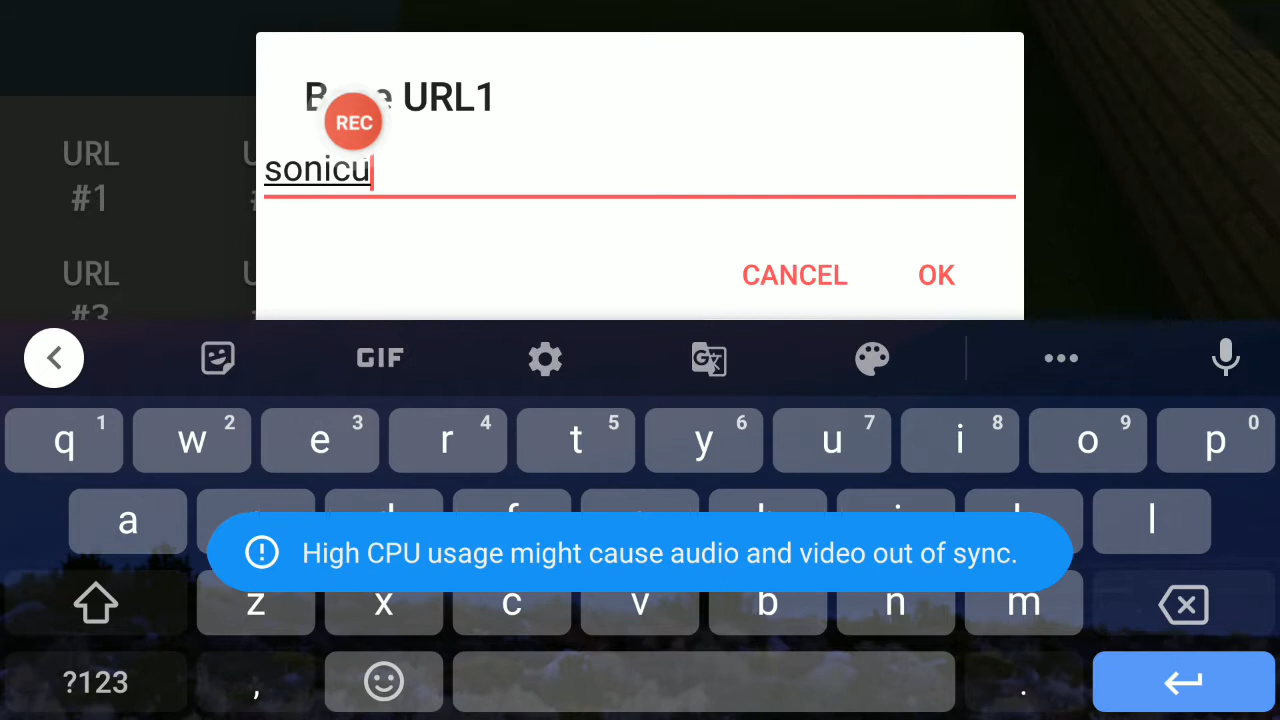 URL1
REC
sonicu
URL
#1
URL
#3
CANCEL
OK
GIF
q 1 w 2 e 3 r 4 t 5 y 6 u 7 i 8 o 9 p 0
a l
High CPU usage might cause audio and video out of sync.
z x c v b n m
?123 , .